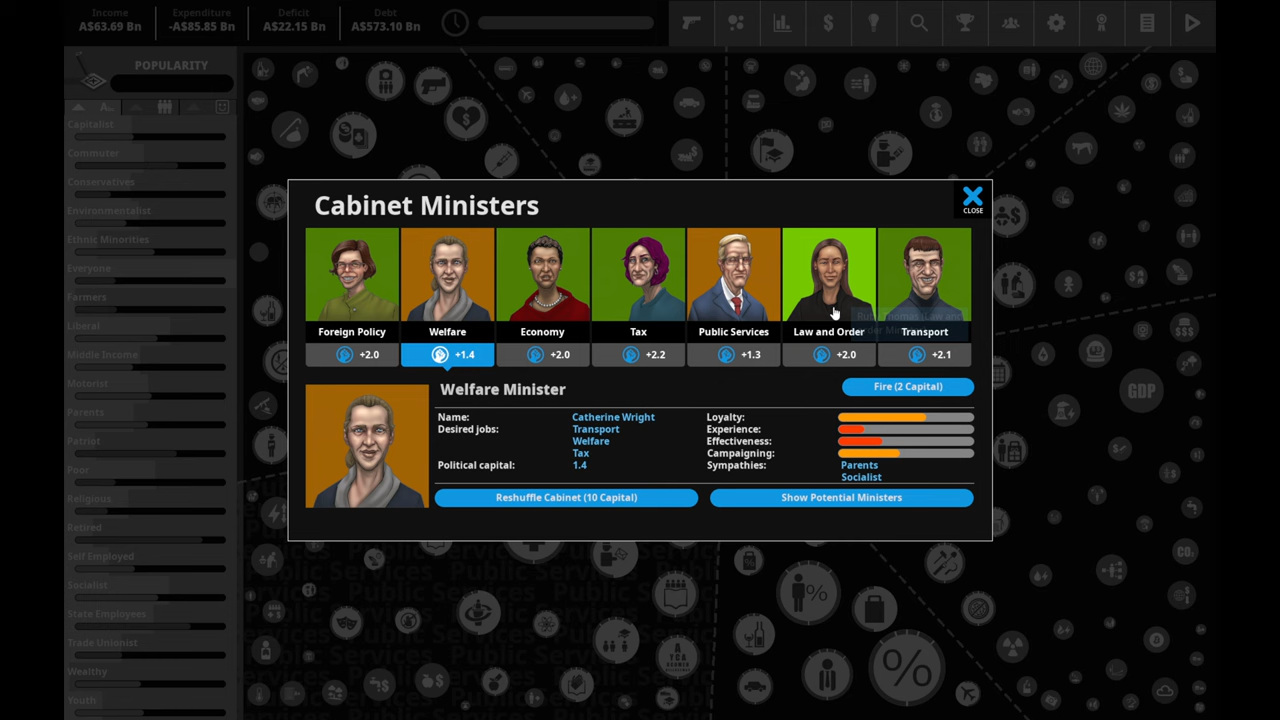 Income
Expenditure
Deficit
Debt
A$63.69 Bn
-A$85.85 Bn
A$22.15 Bn
A$573.10 Bn
POPULARITY
Capitalist
Commuter
Conservatives
Environmentalist
Ethnic Minorities
Everyone
Farmers
Liberal
Middle Income
Motorist
Parents
Patriot
Poor
Religious
Retired
Self Employed
Socialist
State Employees
Trade Unionist
Wealthy
Youth
Cabinet Ministers
CLOSE
Foreign Policy
Welfare
Economy
Tax
Public Services
Law and Order
Transport
+2.0
+1.4
+2.0
+2.2
+1.3
+2.0
+2.1
Welfare Minister
Fire (2 Capital)
Name:
Catherine Wright
Loyalty:
Desired jobs:
Transport
Experience:
Welfare
Effectiveness:
Tax
Campaigning:
Political capital:
1.4
Sympathies:
Parents
Socialist
Reshuffle Cabinet (10 Capital)
Show Potential Ministers
GDP
CO₂
Public Services